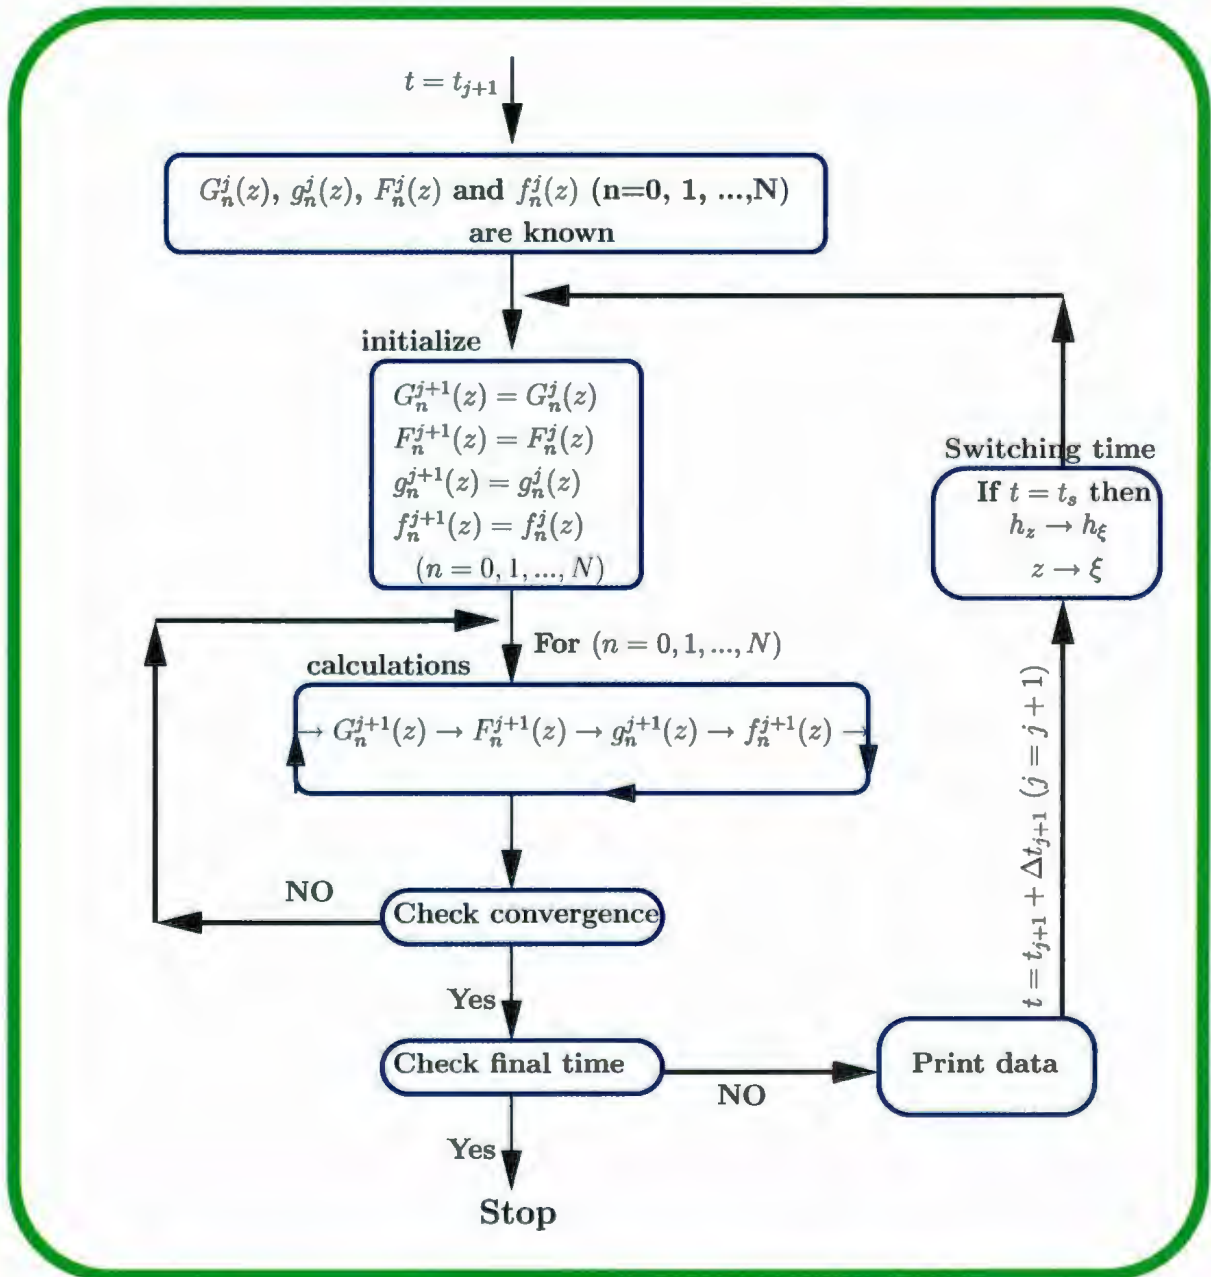 t = t_{j+1}
G_n^j(z), g_n^j(z), F_n^j(z) and f_n^j(z) (n=0, 1, ...,N)
are known
initialize
G_n^{j+1}(z) = G_n^j(z)
F_n^{j+1}(z) = F_n^j(z)
g_n^{j+1}(z) = g_n^j(z)
f_n^{j+1}(z) = f_n^j(z)
(n = 0, 1, ..., N)
Switching time
If t = t_s then
h_z → h_ξ
z → ξ
For (n = 0, 1, ..., N)
calculations
→ G_n^{j+1}(z) → F_n^{j+1}(z) → g_n^{j+1}(z) → f_n^{j+1}(z) →
t = t_{j+1} + Δt_{j+1} (j = j + 1)
NO
Check convergence
Yes
Check final time
NO
Print data
Yes
Stop